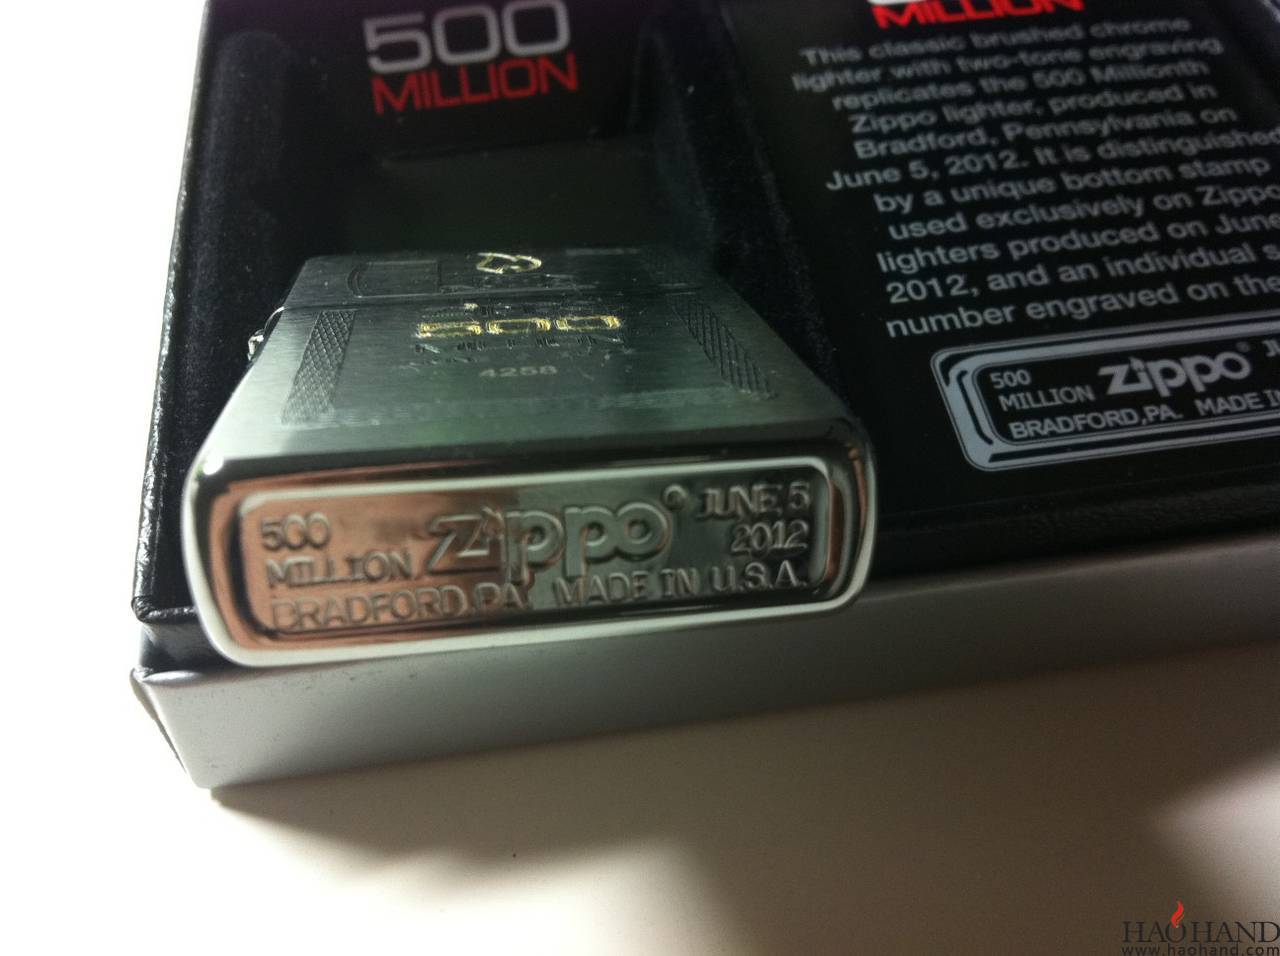 500
MILLION
MILLION
This classic brushed chrome
lighter with two-tone engraving
replicates the 500 Millionth
Zippo lighter, produced in
Bradford, Pennsylvania on
June 5, 2012. It is distinguished
by a unique bottom stamp
used exclusively on Zippo
lighters produced on June
2012, and an individual s
number engraved on the
500
MILLION Zippo
BRADFORD, PA. MADE IN
500
4258
500
MILLION Zippo ® JUNE 5
2012
BRADFORD, PA. MADE IN U.S.A.
HAOHAND
www.haohand.com